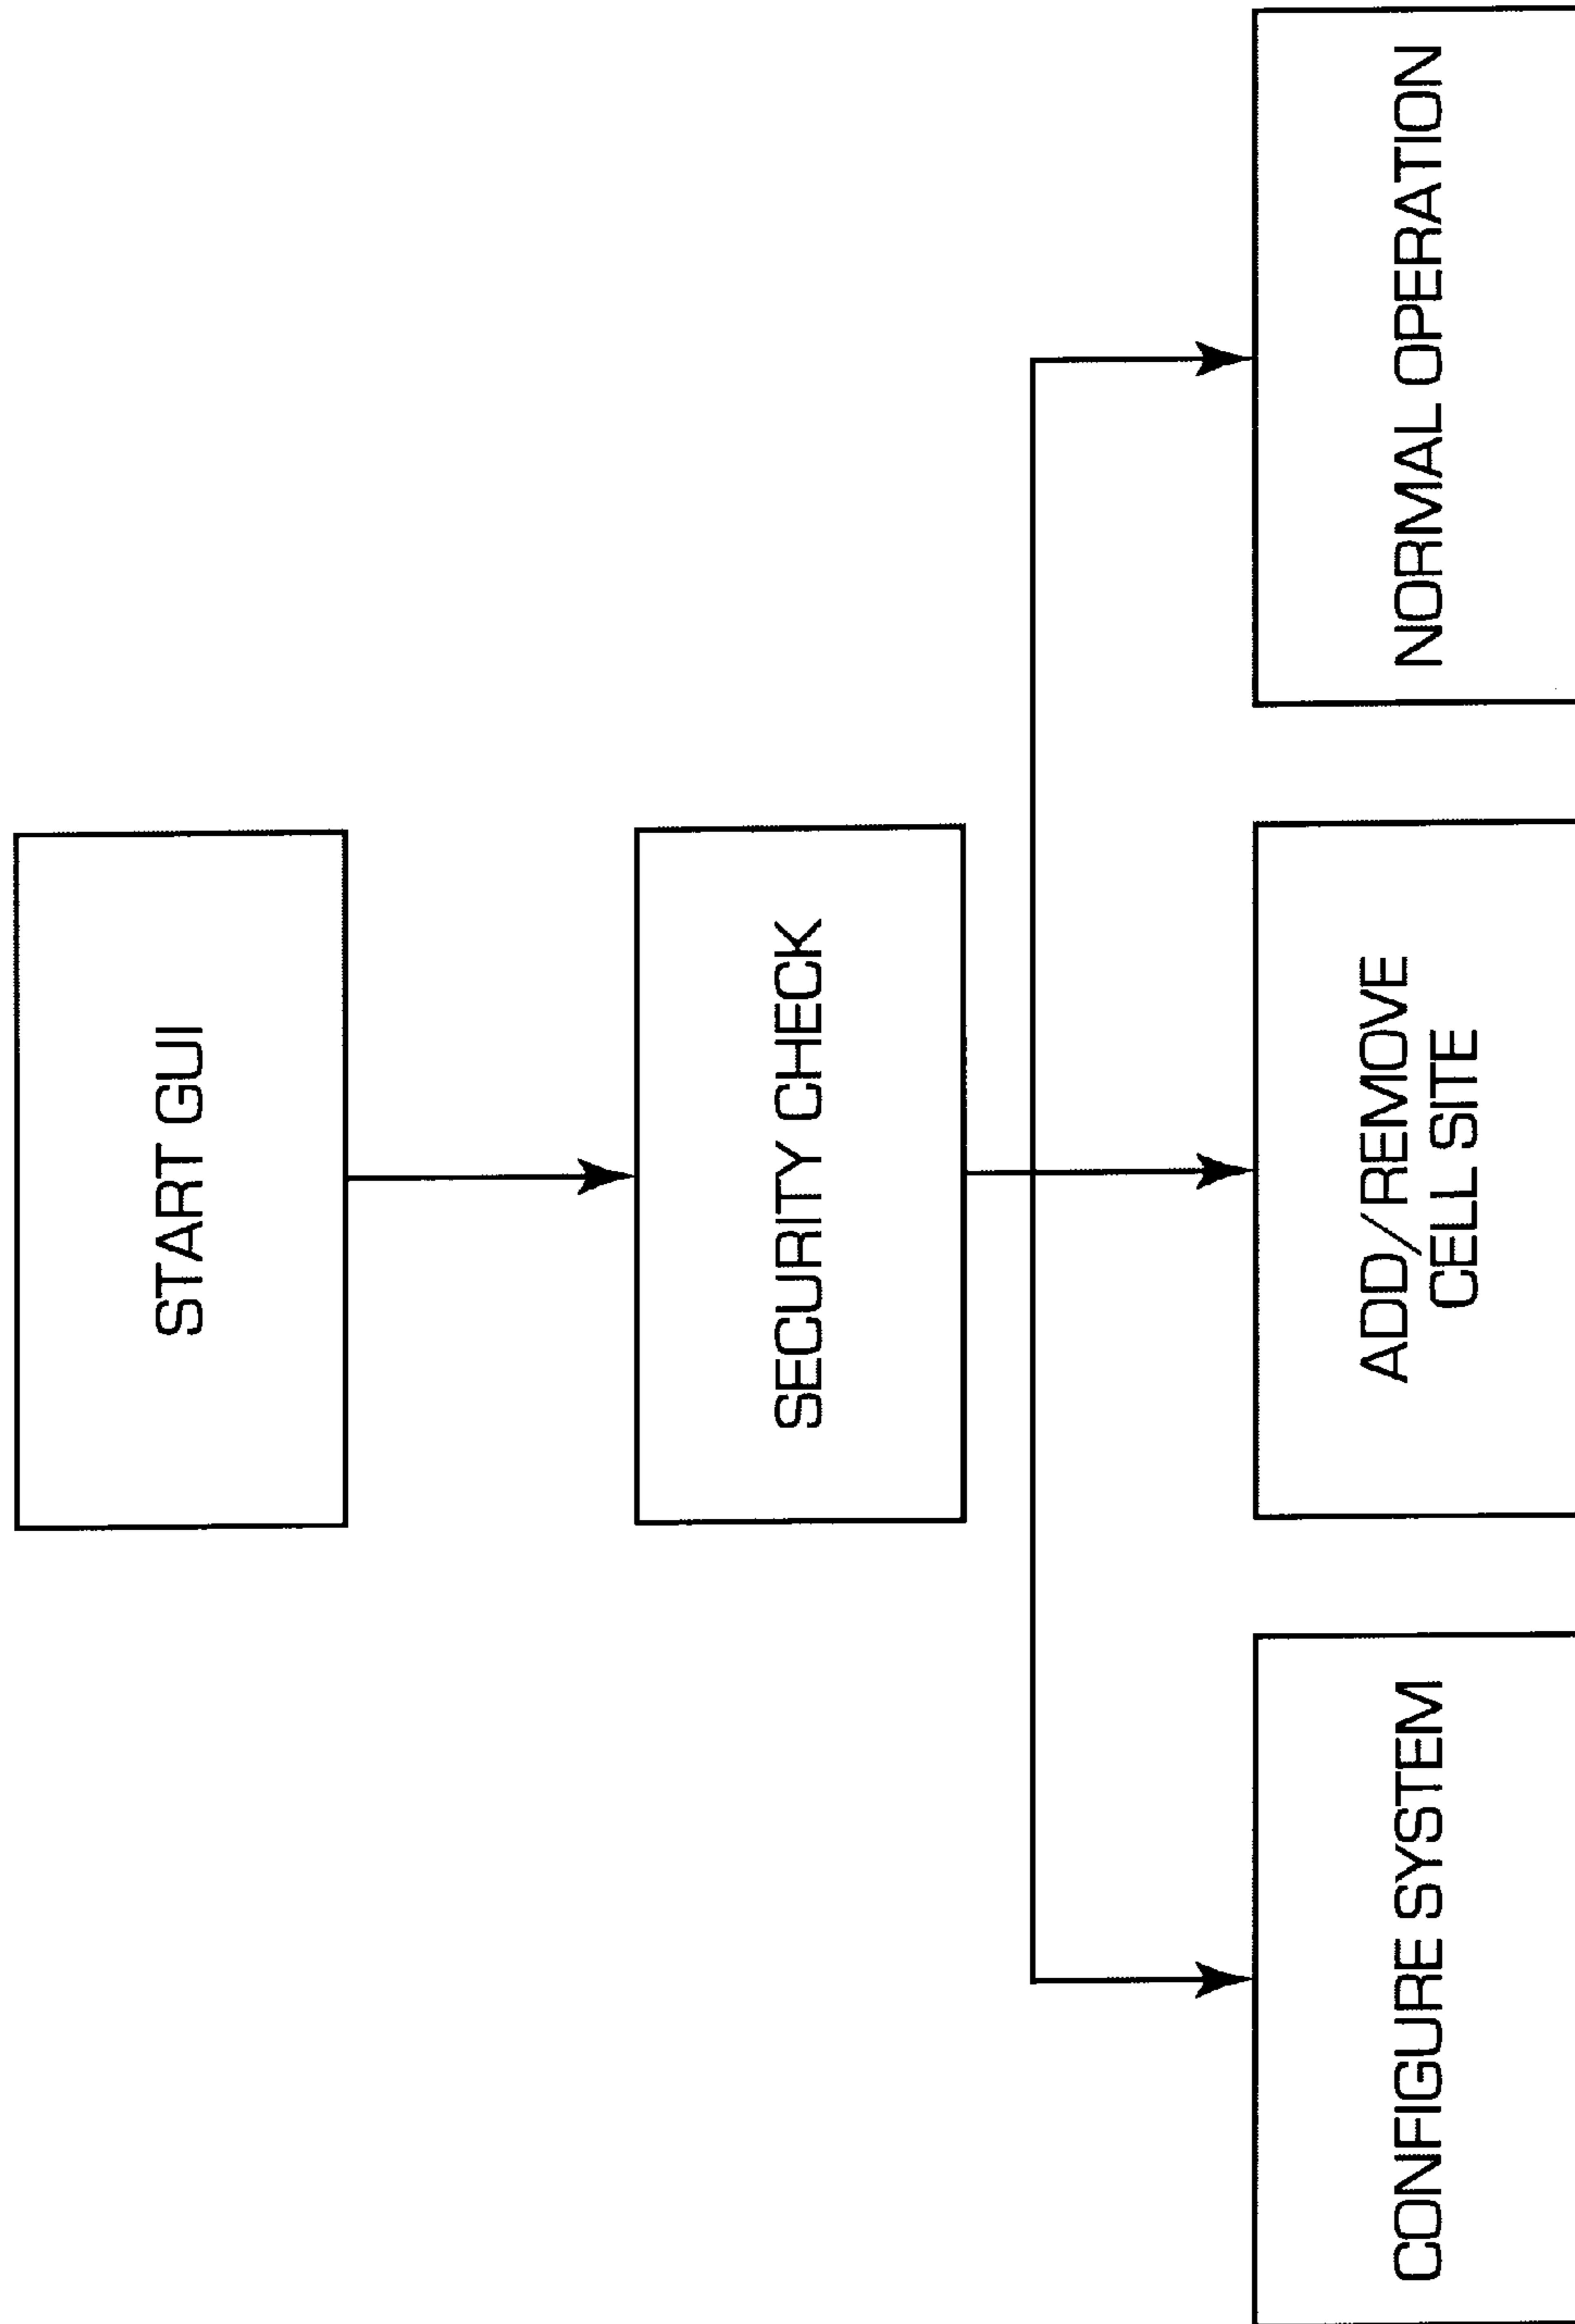 START GUI
SECURITY CHECK
CONFIGURE SYSTEM
ADD/REMOVE
CELL SITE
NORMAL OPERATION